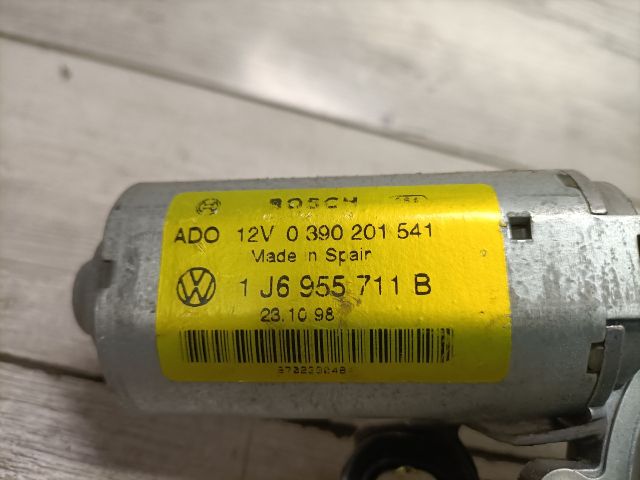 BOSCH
ADO 12V 0 390 201 541
Made in Spain
1 J6 955 711 B
23.10 98